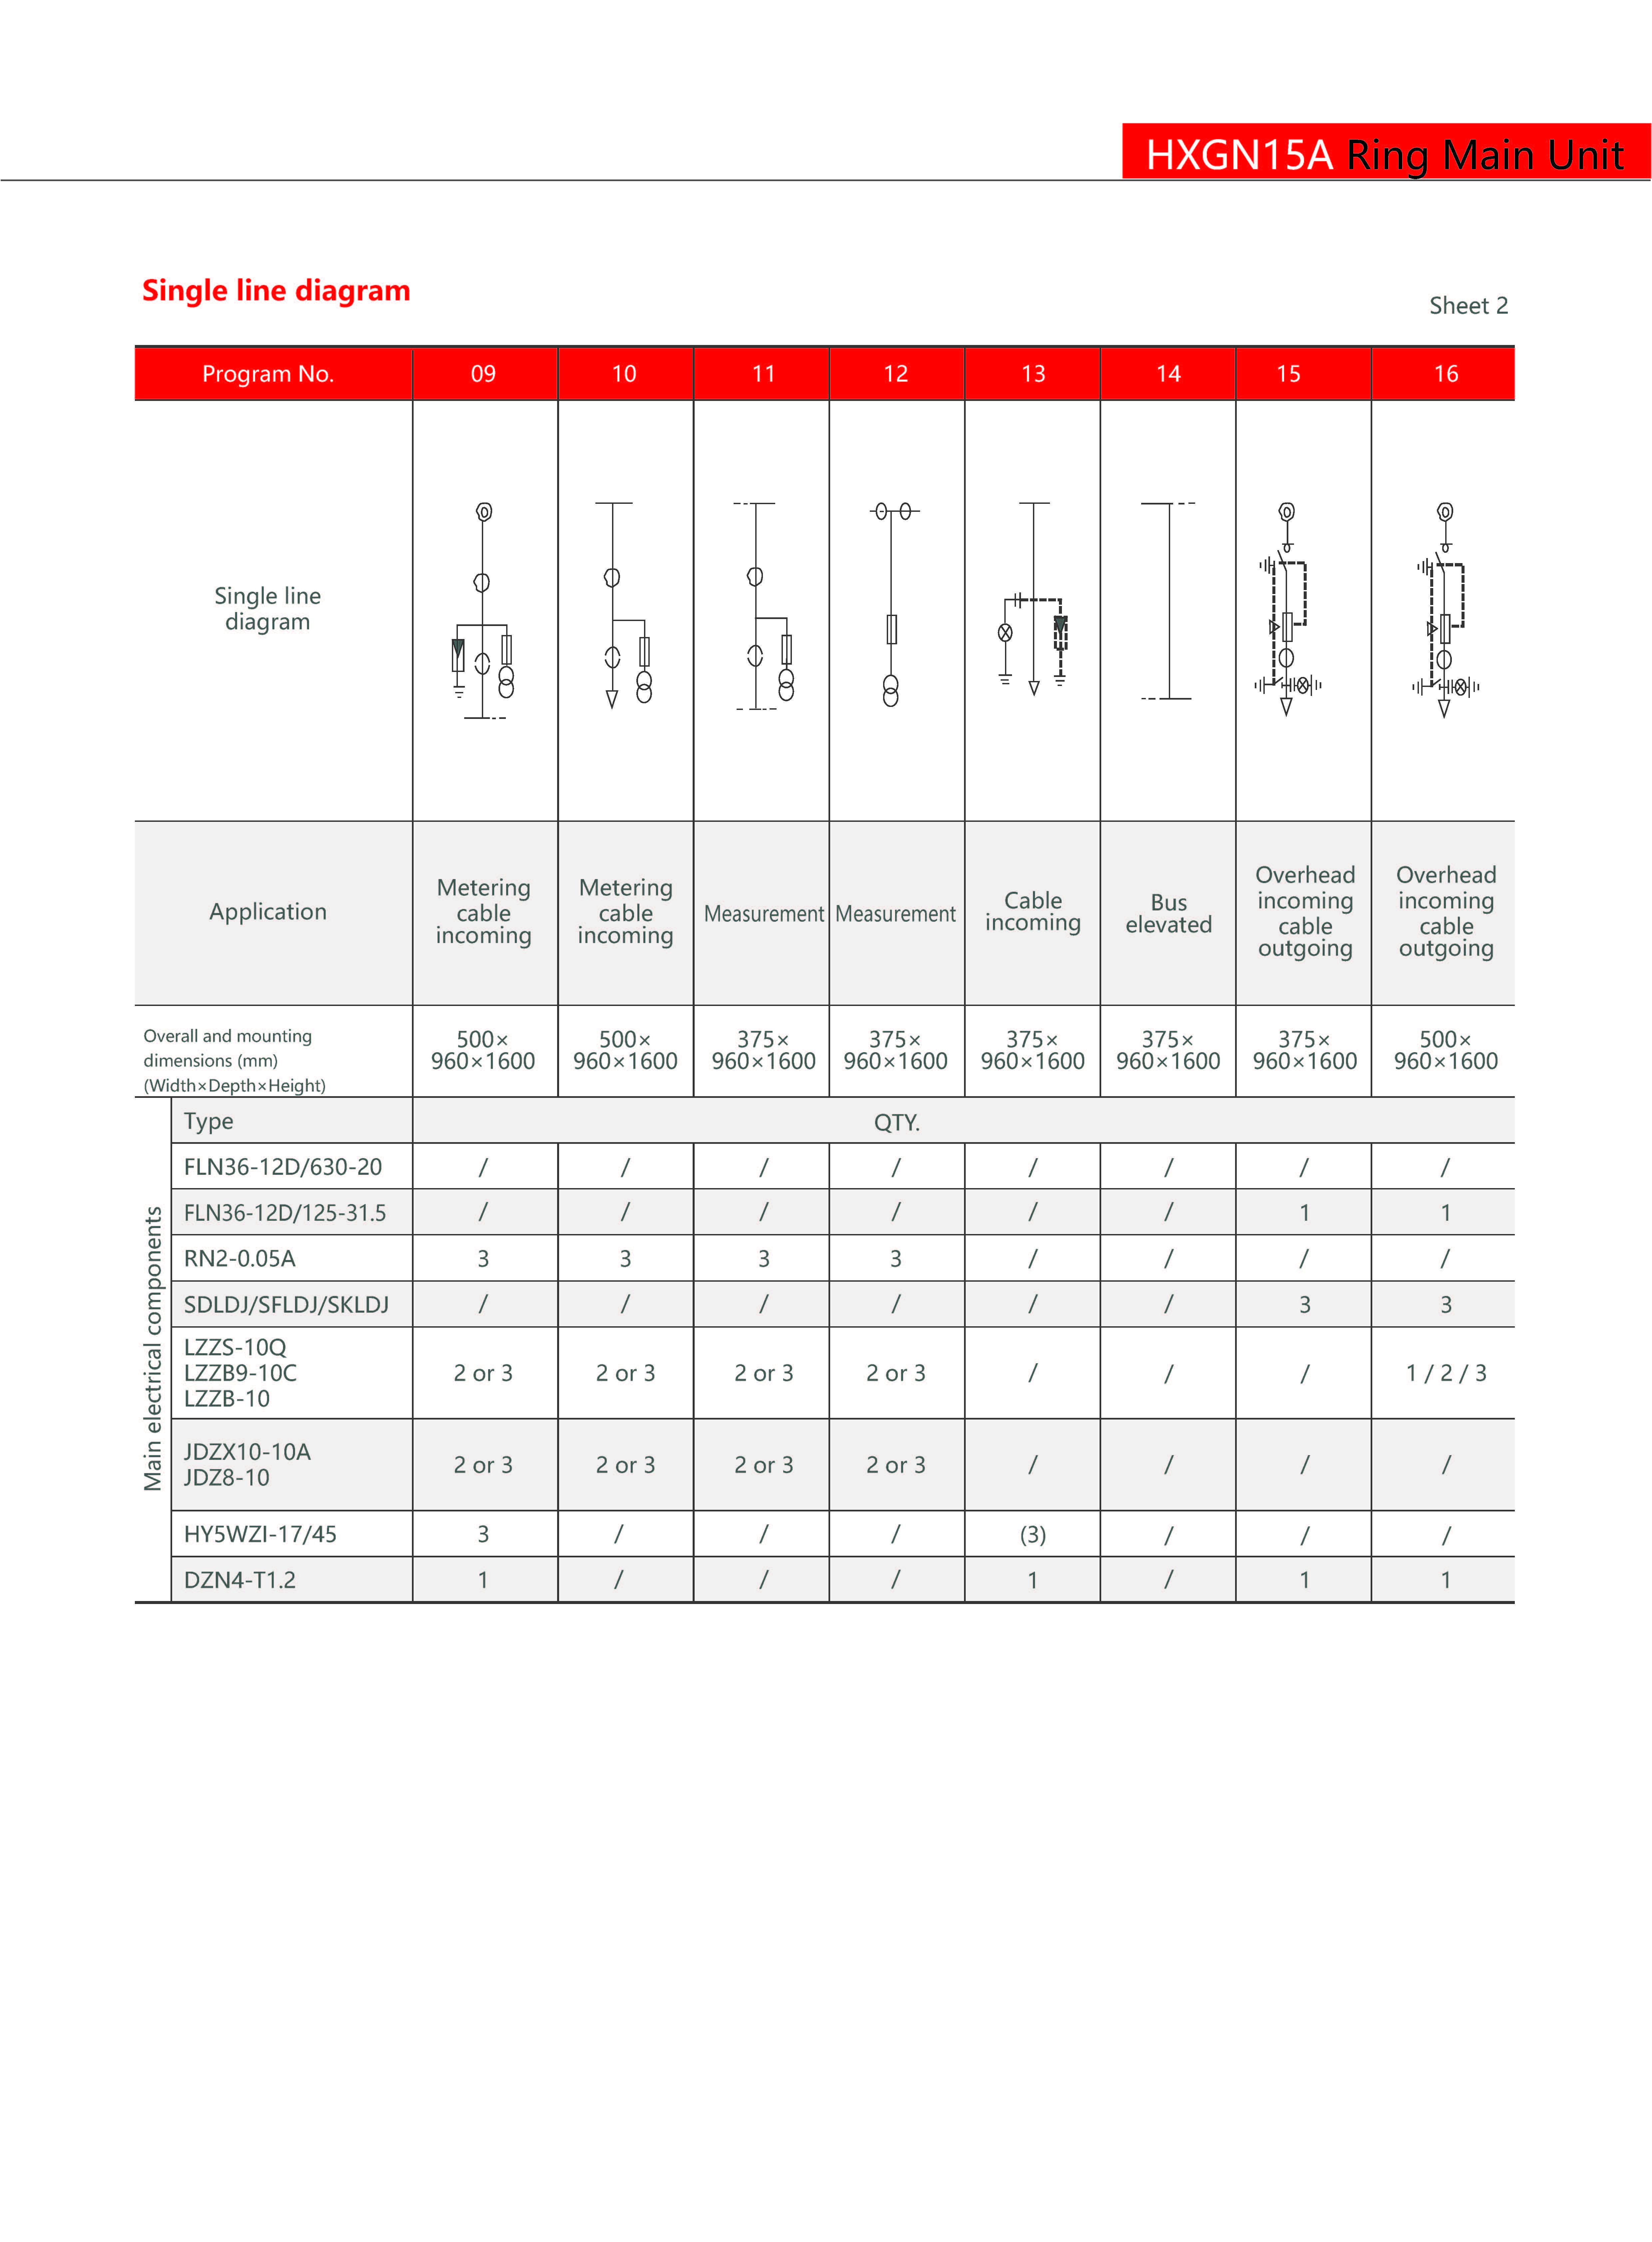 HXGN15A Ring Main Unit
Single line diagram
Sheet 2
Program No. 09 10 11 12 13 14 15 16
Single line
diagram
Application
Metering
cable
incoming
Metering
cable
incoming
Measurement
Measurement
Cable
incoming
Bus
elevated
Overhead
incoming
cable
outgoing
Overhead
incoming
cable
outgoing
Overall and mounting
dimensions (mm)
(Width×Depth×Height)
500×
960×1600
500×
960×1600
375×
960×1600
375×
960×1600
375×
960×1600
375×
960×1600
375×
960×1600
500×
960×1600
Main electrical components
Type QTY.
FLN36-12D/630-20 / / / / / / / /
FLN36-12D/125-31.5 / / / / / / 1 1
RN2-0.05A 3 3 3 3 / / / /
SDLDJ/SFLDJ/SKLDJ / / / / / / 3 3
LZZS-10Q
LZZB9-10C
LZZB-10
2 or 3 2 or 3 2 or 3 2 or 3 / / / 1 / 2 / 3
JDZX10-10A
JDZ8-10
2 or 3 2 or 3 2 or 3 2 or 3 / / / /
HY5WZI-17/45 3 / / / (3) / / /
DZN4-T1.2 1 / / / 1 / 1 1